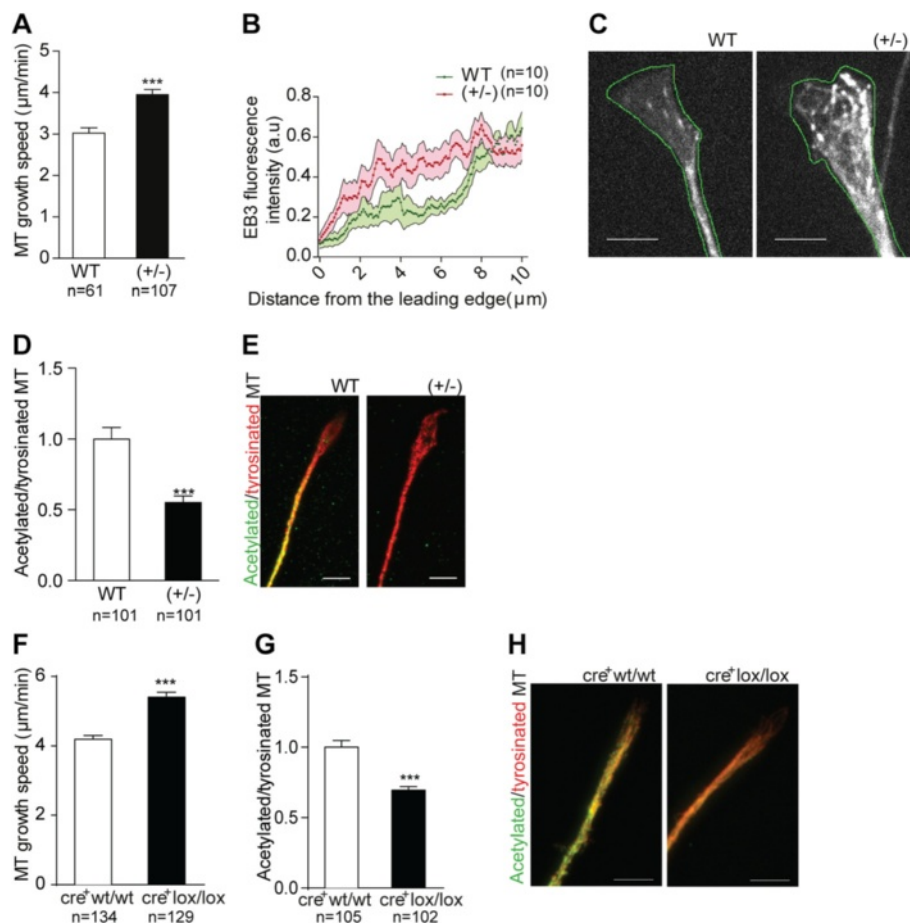 A
MT growth speed (µm/min)
5
4
3
2
1
0
***
WT
(+/-)
n=61
n=107
B
WT (n=10)
(+/-) (n=10)
EB3 fluorescence
intensity (a.u)
0.8
0.6
0.4
0.2
0.0
0
2
4
6
8
10
Distance from the leading edge(µm)
C
WT
(+/-)
D
Acetylated/tyrosinated MT
1.5
1.0
0.5
0.0
***
WT
(+/-)
n=101
n=101
E
Acetylated/tyrosinated MT
WT
(+/-)
F
MT growth speed (µm/min)
6
4
2
0
***
cre+ wt/wt
cre+ lox/lox
n=134
n=129
G
Acetylated/tyrosinated MT
1.5
1.0
0.5
0.0
***
cre+ wt/wt
cre+ lox/lox
n=105
n=102
H
Acetylated/tyrosinated MT
cre+ wt/wt
cre+ lox/lox